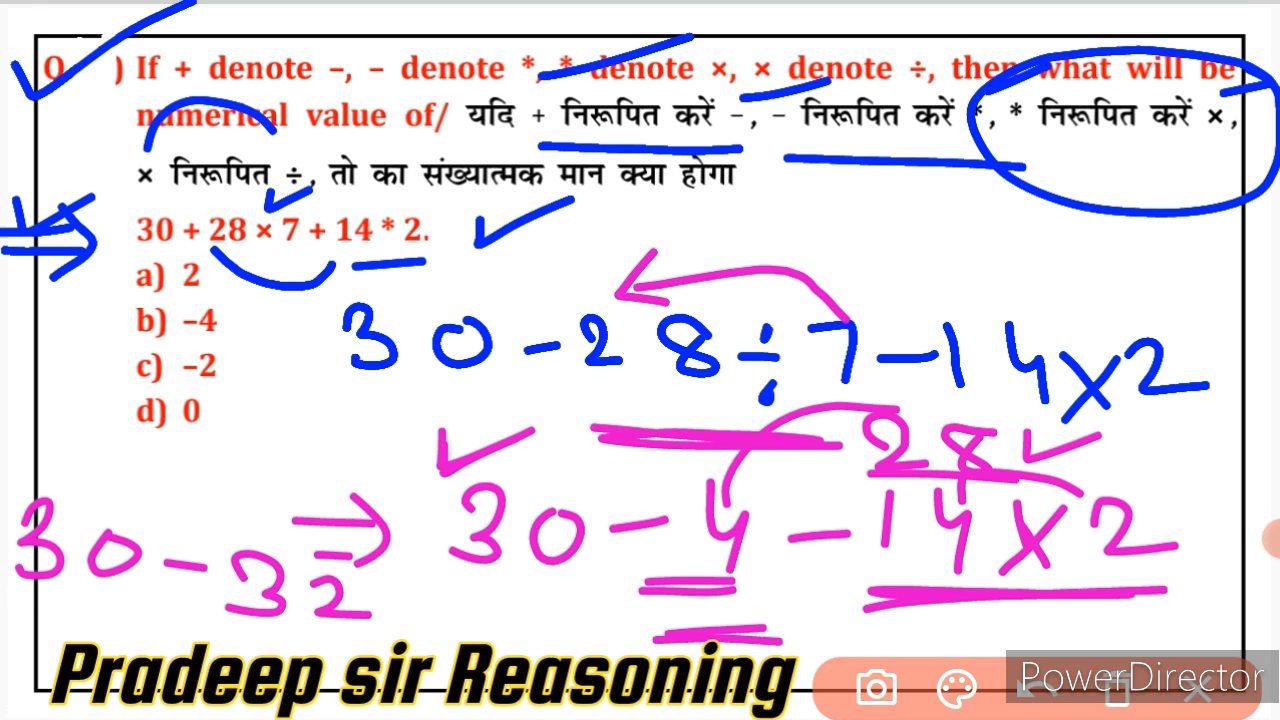 Q ) If + denote –, – denote *, * denote ×, × denote ÷, then what will be
numerical value of/ यदि + निरूपित करें –, – निरूपित करें *, * निरूपित करें ×,
× निरूपित ÷, तो का संख्यात्मक मान क्या होगा
30 + 28 × 7 + 14 * 2.
a) 2
b) –4
c) –2
d) 0
30-28÷7-14×2
28
30-4-14×2
30-32
Pradeep sir Reasoning
PowerDirector